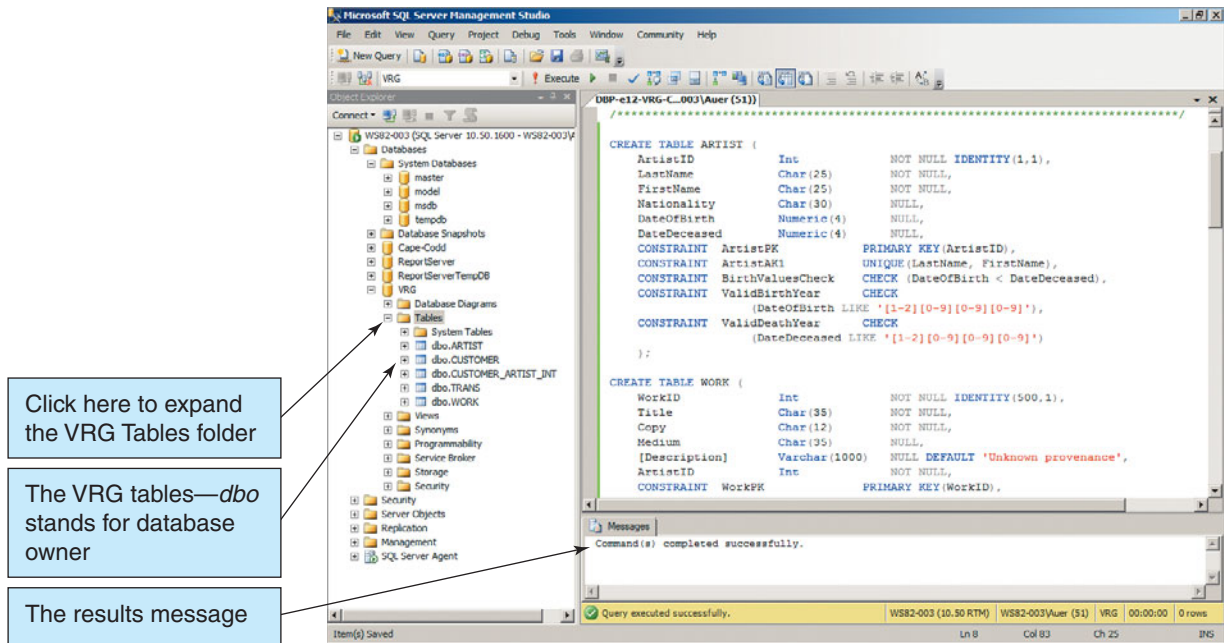 Microsoft SQL Server Management Studio
File Edit View Query Project Debug Tools Window Community Help
New Query
VRG
Execute
Object Explorer
Connect
WS82-003 (SQL Server 10.50.1600 - WS82-003\A
Databases
System Databases
master
model
msdb
tempdb
Database Snapshots
Cape-Codd
ReportServer
ReportServerTempDB
VRG
Database Diagrams
Tables
System Tables
dbo.ARTIST
dbo.CUSTOMER
dbo.CUSTOMER_ARTIST_INT
dbo.TRANS
dbo.WORK
Views
Synonyms
Programmability
Service Broker
Storage
Security
Security
Server Objects
Replication
Management
SQL Server Agent
DBP-e12-VRG-C...003\Auer (51))
CREATE TABLE ARTIST (
ArtistID Int NOT NULL IDENTITY(1,1),
LastName Char(25) NOT NULL,
FirstName Char(25) NOT NULL,
Nationality Char(30) NULL,
DateOfBirth Numeric(4) NULL,
DateDeceased Numeric(4) NULL,
CONSTRAINT ArtistPK PRIMARY KEY(ArtistID),
CONSTRAINT ArtistAK1 UNIQUE(LastName, FirstName),
CONSTRAINT BirthValuesCheck CHECK (DateOfBirth < DateDeceased),
CONSTRAINT ValidBirthYear CHECK
(DateOfBirth LIKE '[1-2][0-9][0-9][0-9]'),
CONSTRAINT ValidDeathYear CHECK
(DateDeceased LIKE '[1-2][0-9][0-9][0-9]')
);
CREATE TABLE WORK (
WorkID Int NOT NULL IDENTITY(500,1),
Title Char(35) NOT NULL,
Copy Char(12) NOT NULL,
Medium Char(35) NULL,
[Description] Varchar(1000) NULL DEFAULT 'Unknown provenance',
ArtistID Int NOT NULL,
CONSTRAINT WorkPK PRIMARY KEY(WorkID),
Messages
Command(s) completed successfully.
Query executed successfully. WS82-003 (10.50 RTM) WS82-003\Auer (51) VRG 00:00:00 0 rows
Item(s) Saved Ln 8 Col 83 Ch 25 INS
Click here to expand
the VRG Tables folder
The VRG tables—dbo
stands for database
owner
The results message